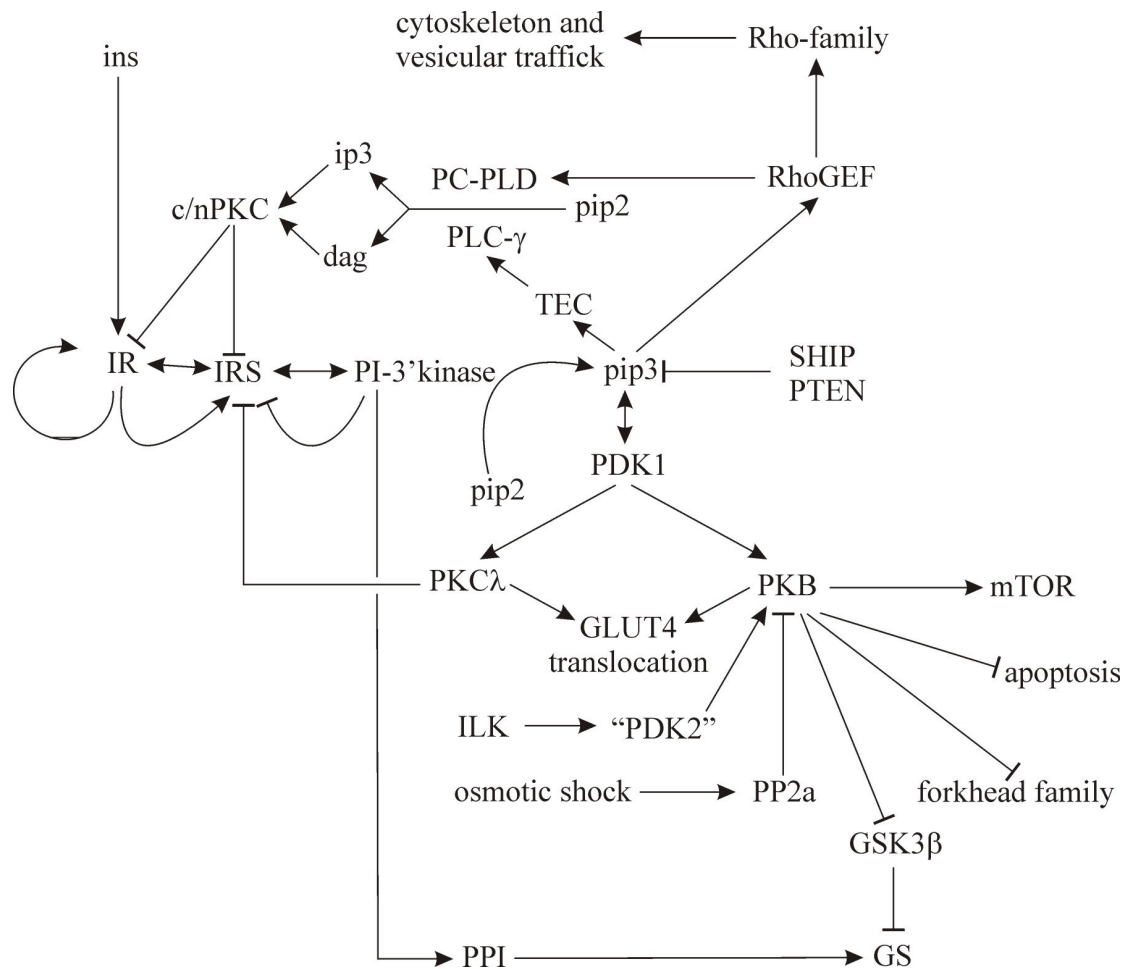 cytoskeleton and
vesicular traffick
Rho-family
ins
ip3
PC-PLD
RhoGEF
c/nPKC
pip2
dag
PLC-γ
TEC
IR
IRS
PI-3’kinase
pip3
SHIP
PTEN
PDK1
pip2
PKCλ
PKB
mTOR
GLUT4
translocation
apoptosis
ILK
“PDK2”
osmotic shock
PP2a
forkhead family
GSK3β
PPI
GS